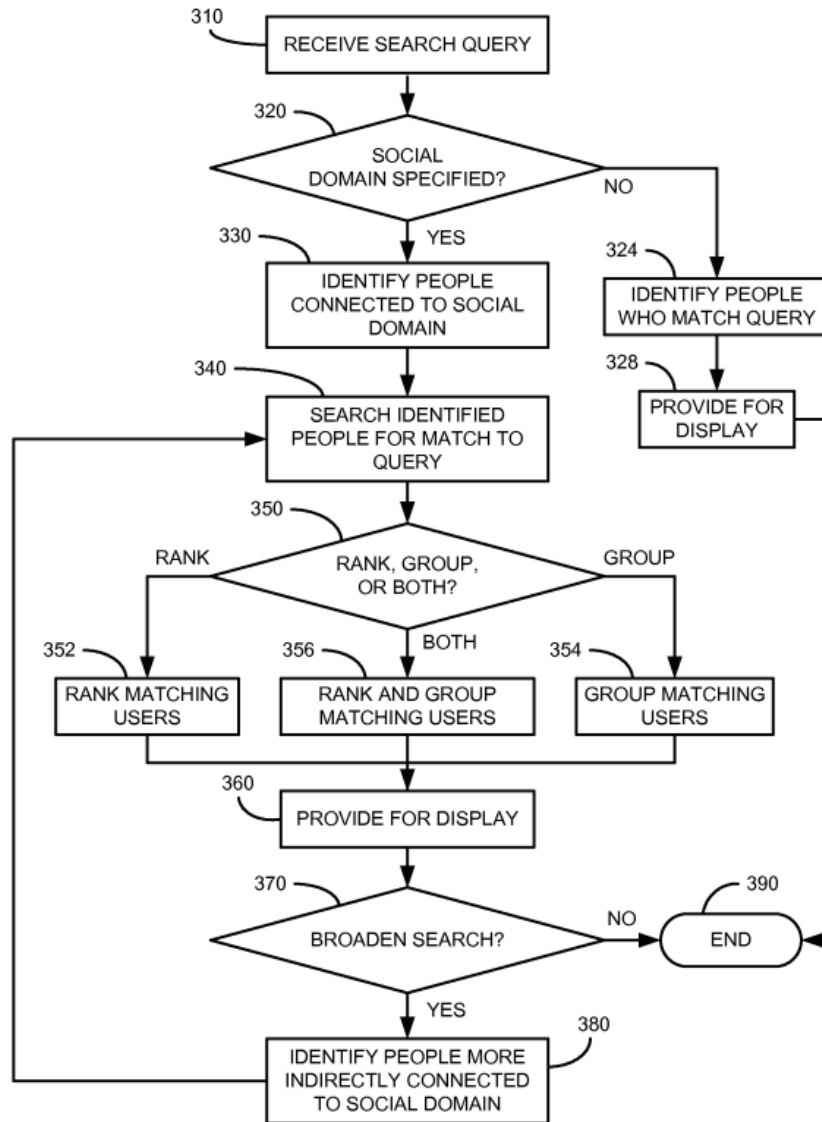 310
RECEIVE SEARCH QUERY
320
SOCIAL
DOMAIN SPECIFIED?
NO
YES
330
IDENTIFY PEOPLE
CONNECTED TO SOCIAL
DOMAIN
324
IDENTIFY PEOPLE
WHO MATCH QUERY
328
PROVIDE FOR
DISPLAY
340
SEARCH IDENTIFIED
PEOPLE FOR MATCH TO
QUERY
350
RANK, GROUP,
OR BOTH?
RANK
GROUP
BOTH
352
RANK MATCHING
USERS
356
RANK AND GROUP
MATCHING USERS
354
GROUP MATCHING
USERS
360
PROVIDE FOR DISPLAY
370
BROADEN SEARCH?
NO
390
END
YES
380
IDENTIFY PEOPLE MORE
INDIRECTLY CONNECTED
TO SOCIAL DOMAIN